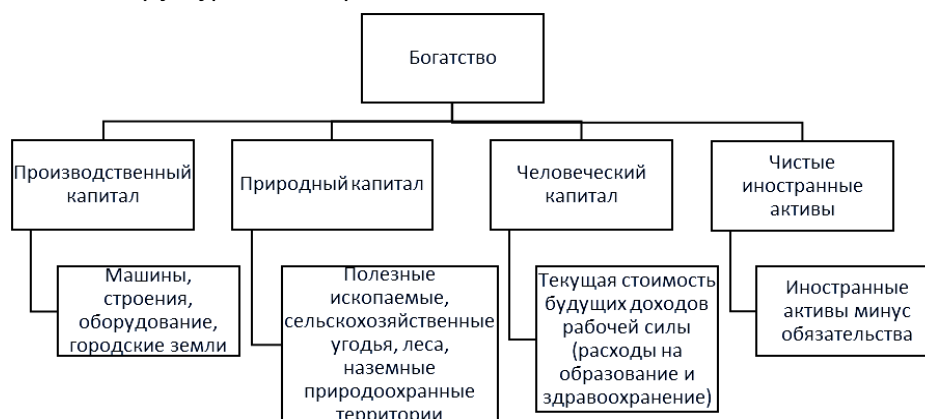 Богатство
Производственный
капитал
Природный капитал
Человеческий
капитал
Чистые
иностранные
активы
Машины,
строения,
оборудование,
городские земли
Полезные
ископаемые,
сельскохозяйственные
угодья, леса,
наземные
природоохранные
территории
Текущая стоимость
будущих доходов
рабочей силы
(расходы на
образование и
здравоохранение)
Иностранные
активы минус
обязательства